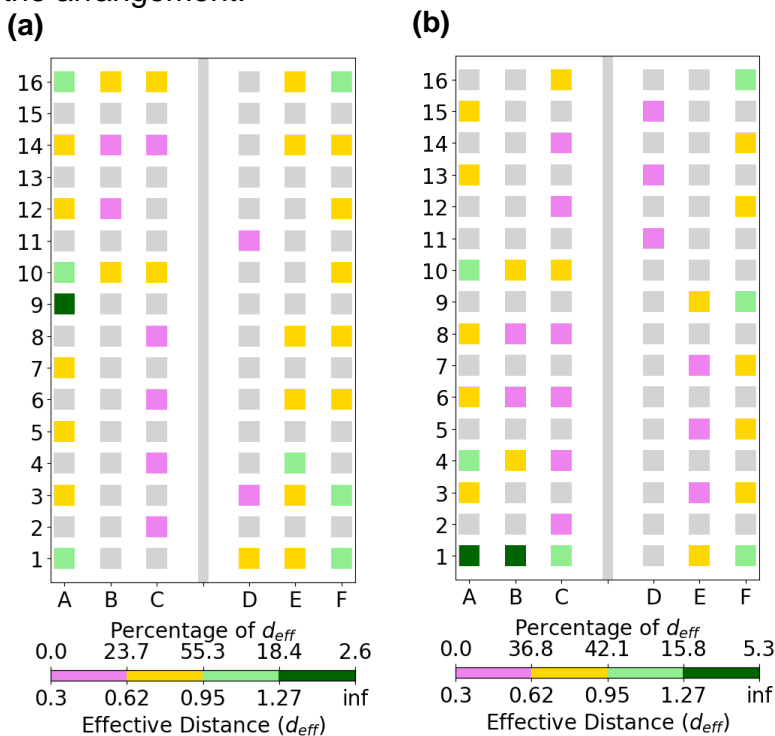 the arrangement.
(a)
(b)
16
15
14
13
12
11
10
9
8
7
6
5
4
3
2
1
A B C D E F
Percentage of d_eff
0.0 23.7 55.3 18.4 2.6
0.3 0.62 0.95 1.27 inf
Effective Distance (d_eff)
16
15
14
13
12
11
10
9
8
7
6
5
4
3
2
1
A B C D E F
Percentage of d_eff
0.0 36.8 42.1 15.8 5.3
0.3 0.62 0.95 1.27 inf
Effective Distance (d_eff)